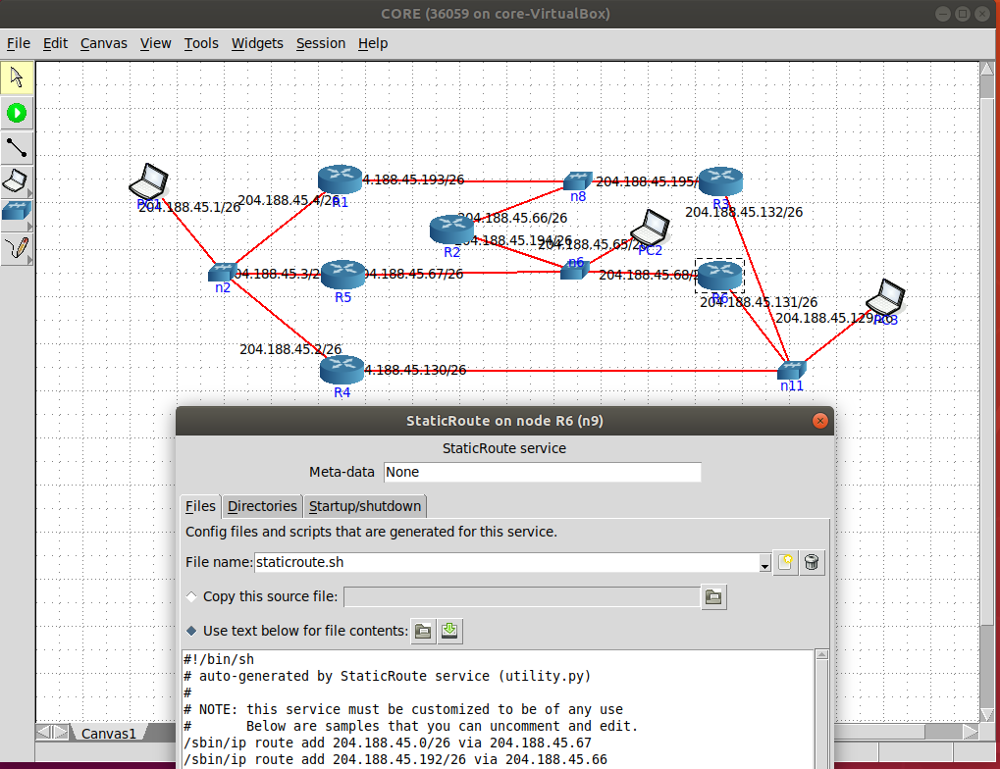 CORE (36059 on core-VirtualBox)
File Edit Canvas View Tools Widgets Session Help
4.188.45.193/26
204.188.45.195/
R1
n8
R3
PC1
204.188.45.1/26
204.188.45.4/26
204.188.45.132/26
204.188.45.66/26
204.188.45.194/26
204.188.45.65/26
R2
n6
PC2
04.188.45.3/2
04.188.45.67/26
204.188.45.68/2
n2
R5
R6
204.188.45.131/26
204.188.45.129/26
PC3
204.188.45.2/26
4.188.45.130/26
R4
n11
StaticRoute on node R6 (n9)
StaticRoute service
Meta-data None
Files Directories Startup/shutdown
Config files and scripts that are generated for this service.
File name: staticroute.sh
Copy this source file:
Use text below for file contents:
#!/bin/sh
# auto-generated by StaticRoute service (utility.py)
#
# NOTE: this service must be customized to be of any use
#       Below are samples that you can uncomment and edit.
/sbin/ip route add 204.188.45.0/26 via 204.188.45.67
/sbin/ip route add 204.188.45.192/26 via 204.188.45.66
Canvas1